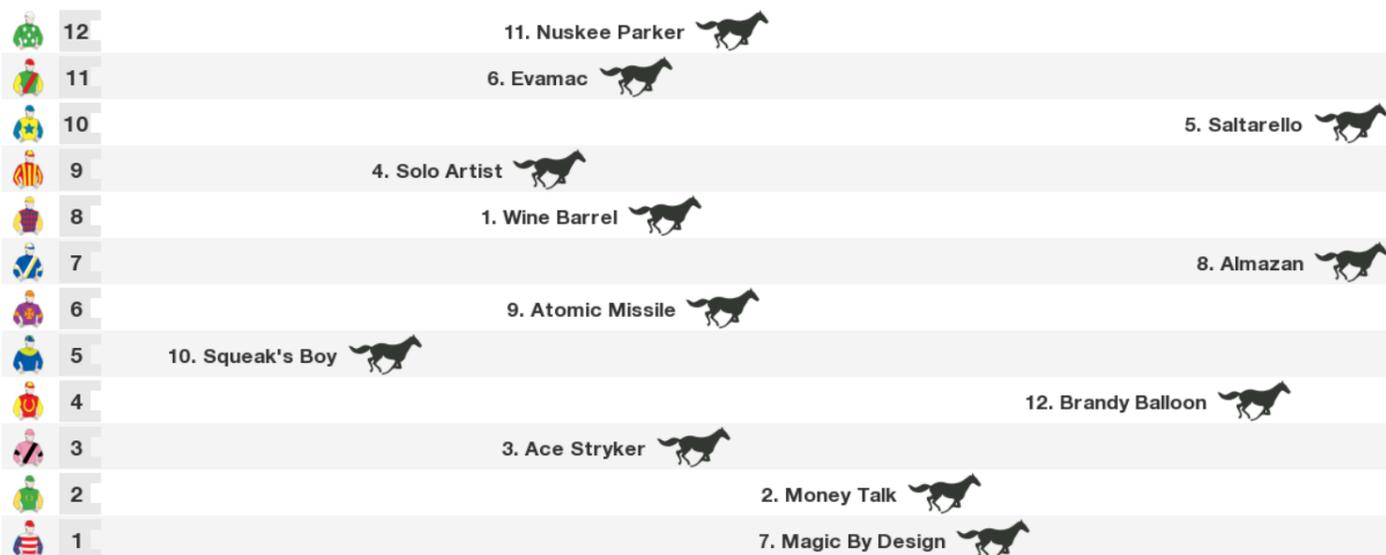 12 11. Nuskee Parker
11 6. Evamac
10 5. Saltarello
9 4. Solo Artist
8 1. Wine Barrel
7 8. Almazan
6 9. Atomic Missile
5 10. Squeak's Boy
4 12. Brandy Balloon
3 3. Ace Stryker
2 2. Money Talk
1 7. Magic By Design